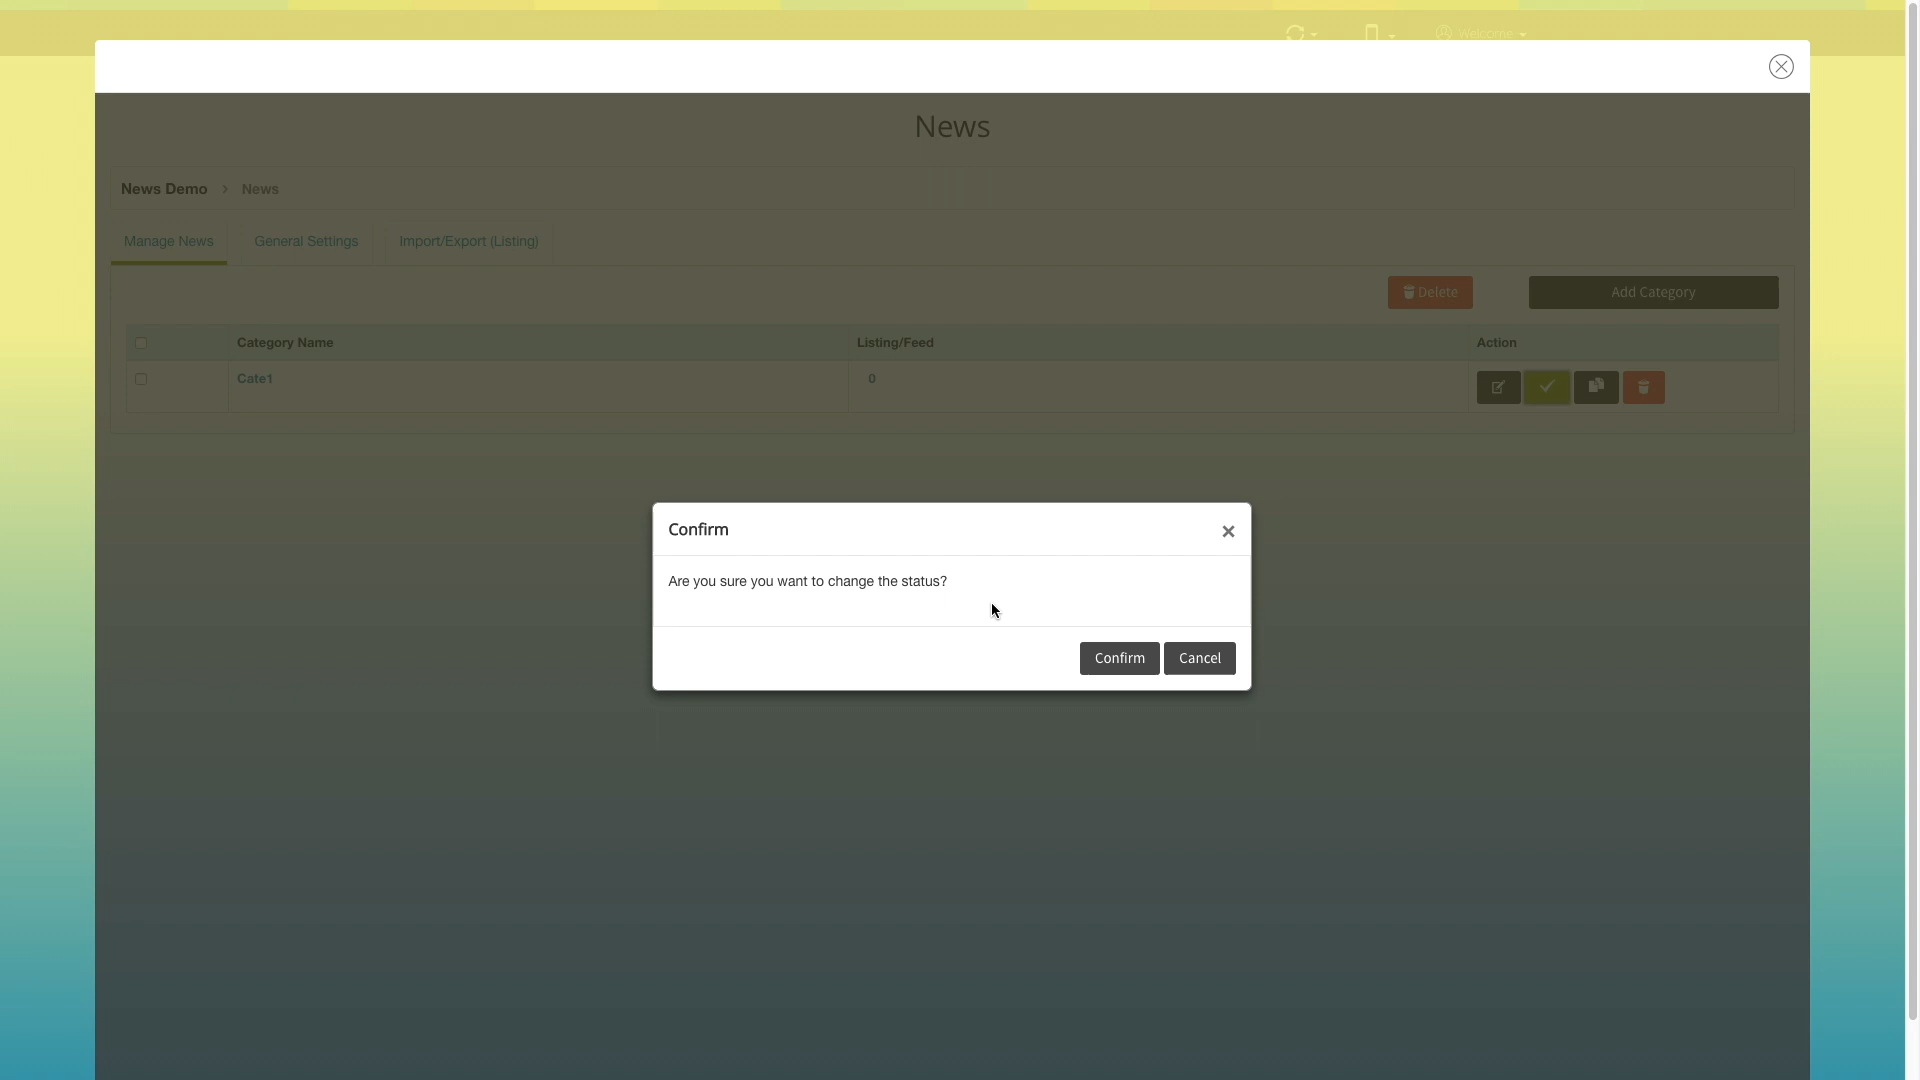 Welcome
News
News Demo > News
Manage News General Settings Import/Export (Listing)
Delete Add Category
Category Name Listing/Feed Action
Cate1 0
Confirm ×
Are you sure you want to change the status?
Confirm Cancel